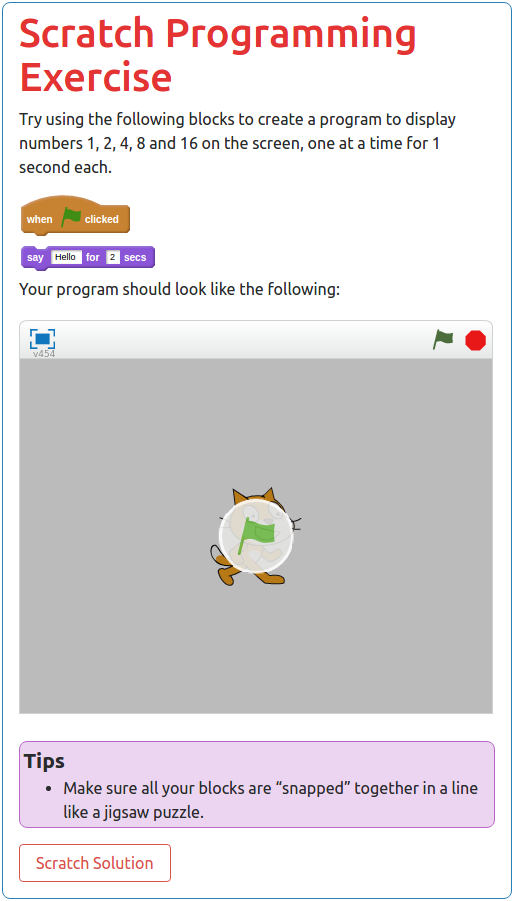 Scratch Programming
Exercise
Try using the following blocks to create a program to display
numbers 1, 2, 4, 8 and 16 on the screen, one at a time for 1
second each.
when clicked
say Hello for 2 secs
Your program should look like the following:
v454
Tips
• Make sure all your blocks are “snapped” together in a line
like a jigsaw puzzle.
Scratch Solution